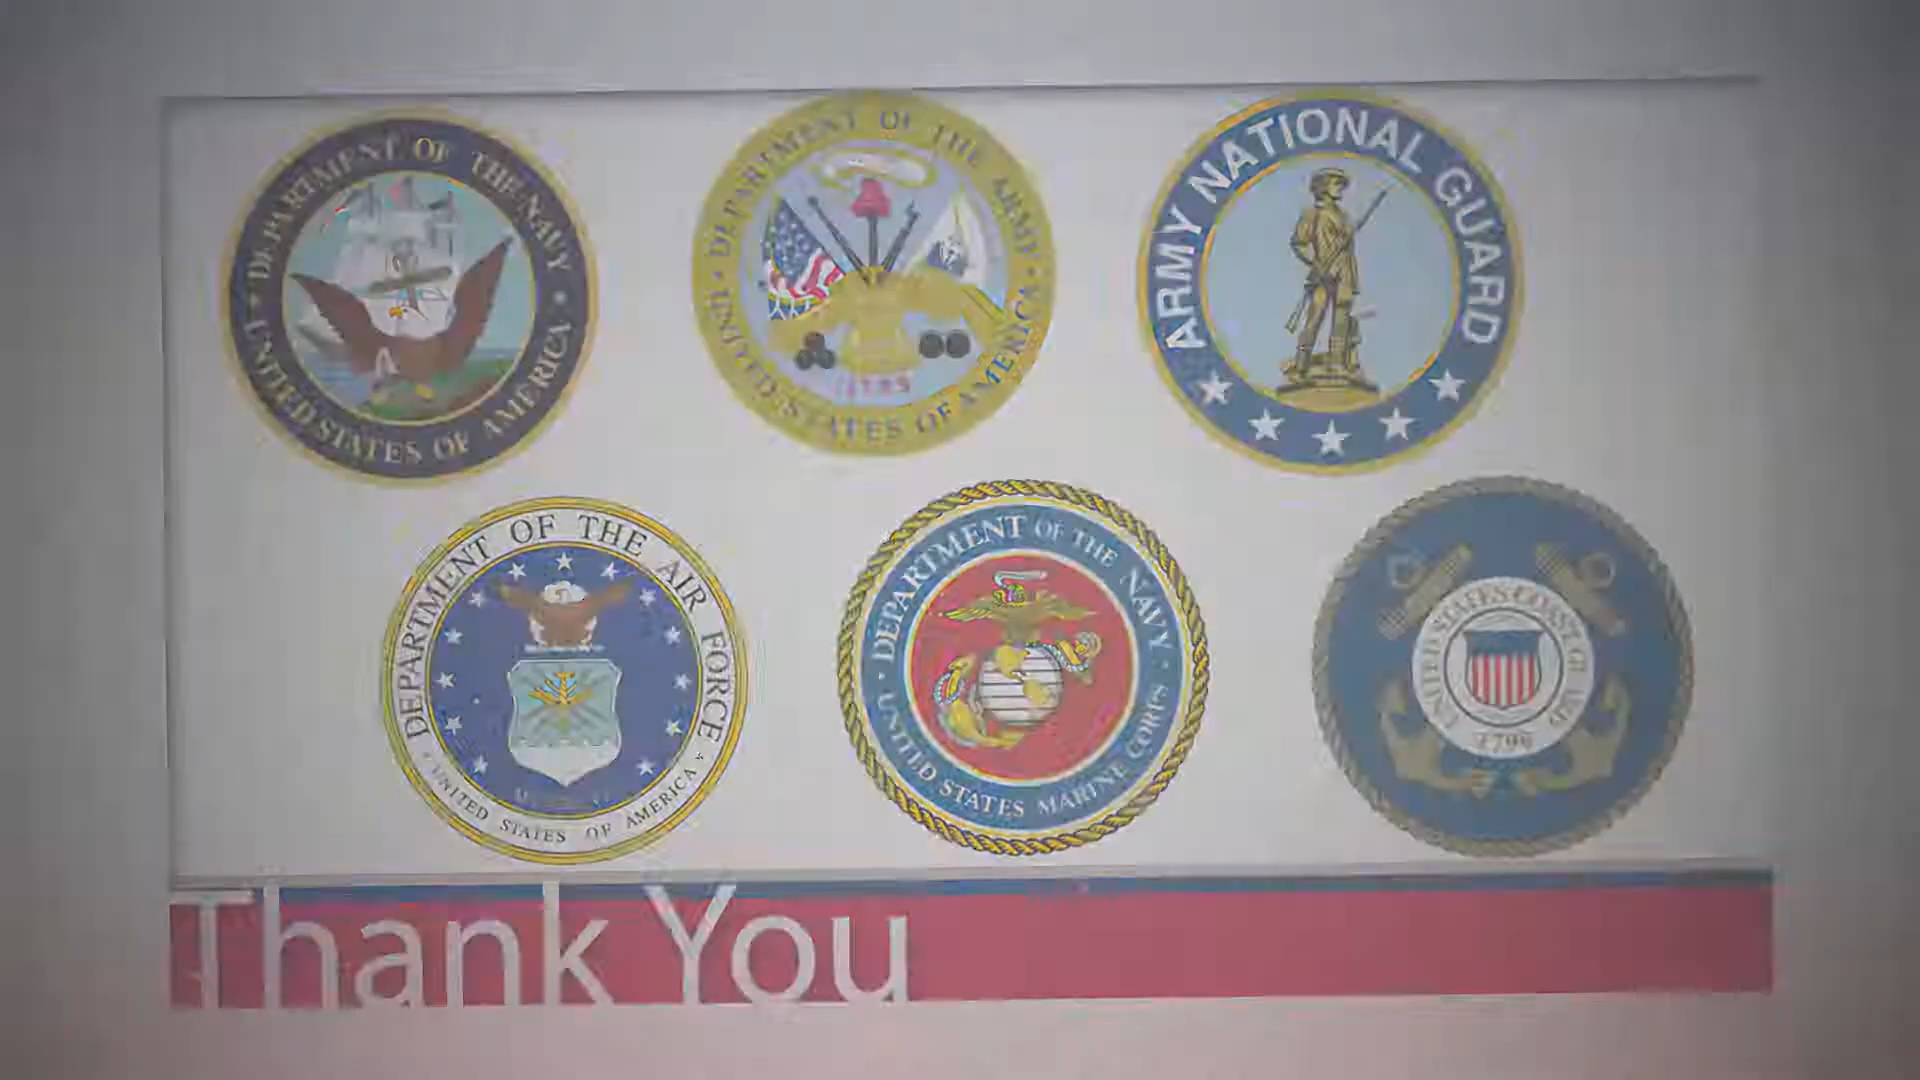 DEPARTMENT OF THE NAVY
UNITED STATES OF AMERICA
DEPARTMENT OF THE ARMY
UNITED STATES OF AMERICA
ARMY NATIONAL GUARD
DEPARTMENT OF THE AIR FORCE
UNITED STATES OF AMERICA
DEPARTMENT OF THE NAVY
UNITED STATES MARINE CORPS
UNITED STATES COAST
Thank You